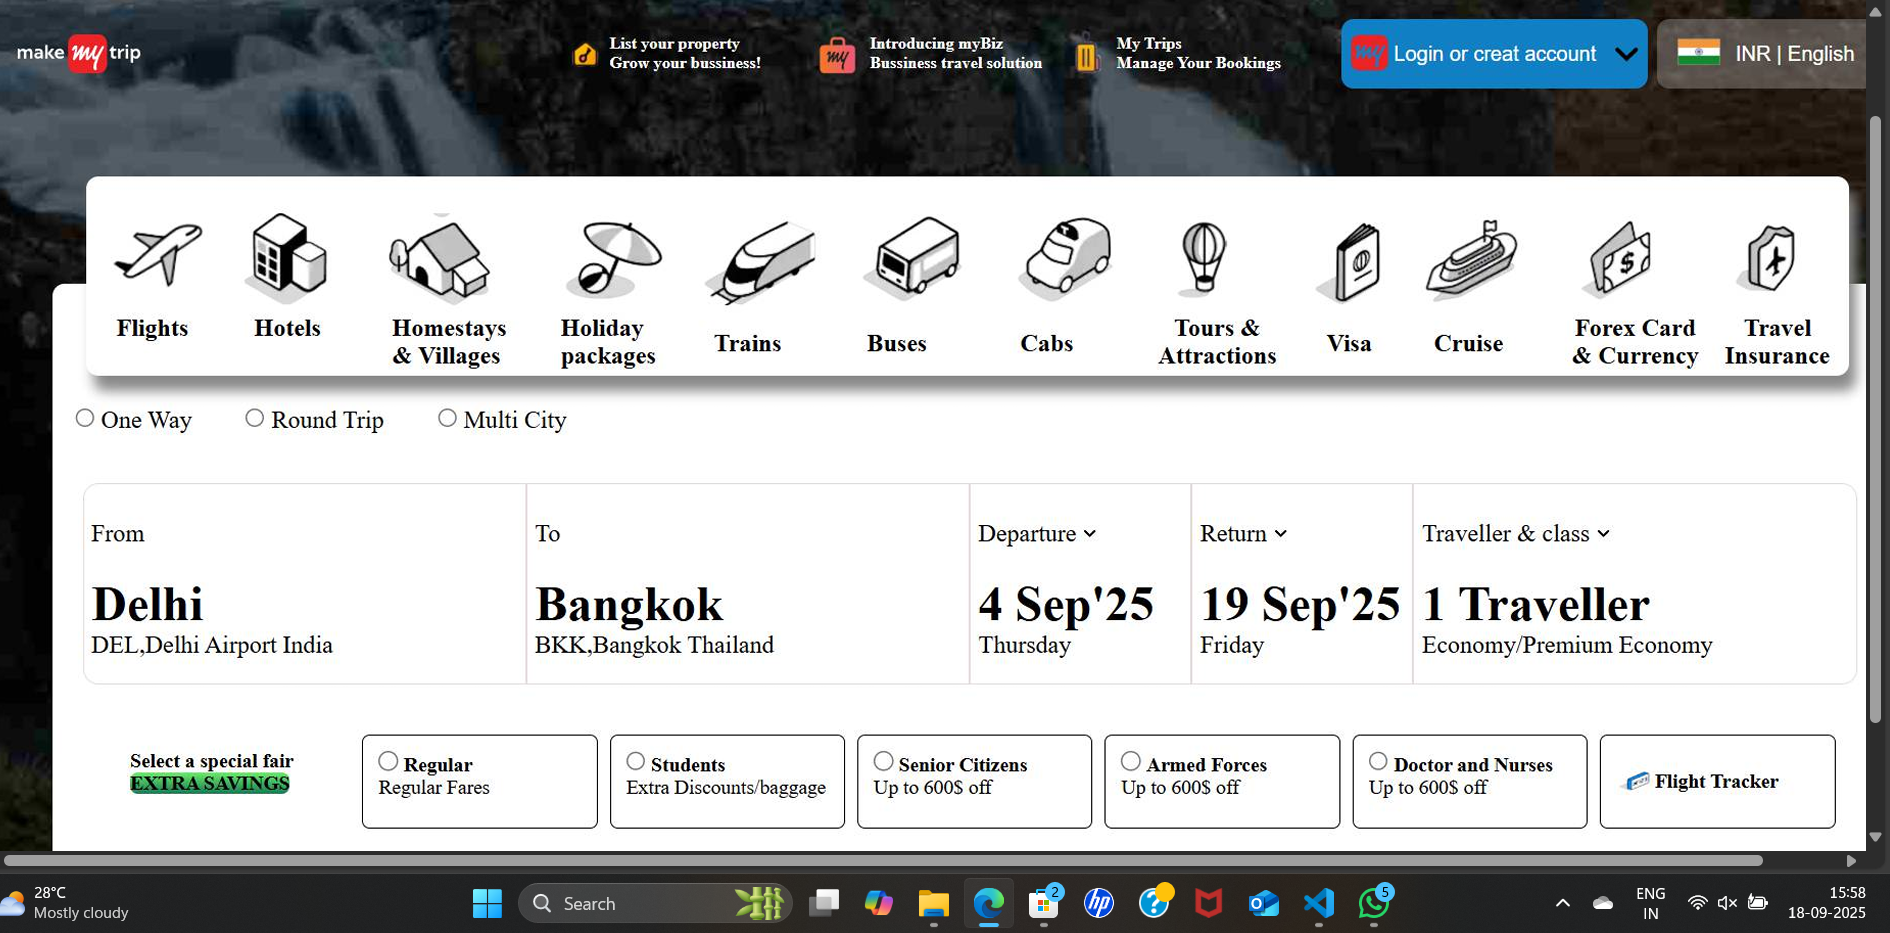 make my trip
List your property
Grow your bussiness!
my
Introducing myBiz
Bussiness travel solution
My Trips
Manage Your Bookings
my Login or creat account
INR | English
Flights
Hotels
Homestays
& Villages
Holiday
packages
Trains
Buses
T
Cabs
Tours &
Attractions
Visa
Cruise
$
Forex Card
& Currency
Travel
Insurance
One Way
Round Trip
Multi City
From
Delhi
DEL,Delhi Airport India
To
Bangkok
BKK,Bangkok Thailand
Departure
4 Sep'25
Thursday
Return
19 Sep'25
Friday
Traveller & class
1 Traveller
Economy/Premium Economy
Select a special fair
EXTRA SAVINGS
Regular
Regular Fares
Students
Extra Discounts/baggage
Senior Citizens
Up to 600$ off
Armed Forces
Up to 600$ off
Doctor and Nurses
Up to 600$ off
Flight Tracker
28°C
Mostly cloudy
Search
2
hp
?
5
ENG
IN
15:58
18-09-2025